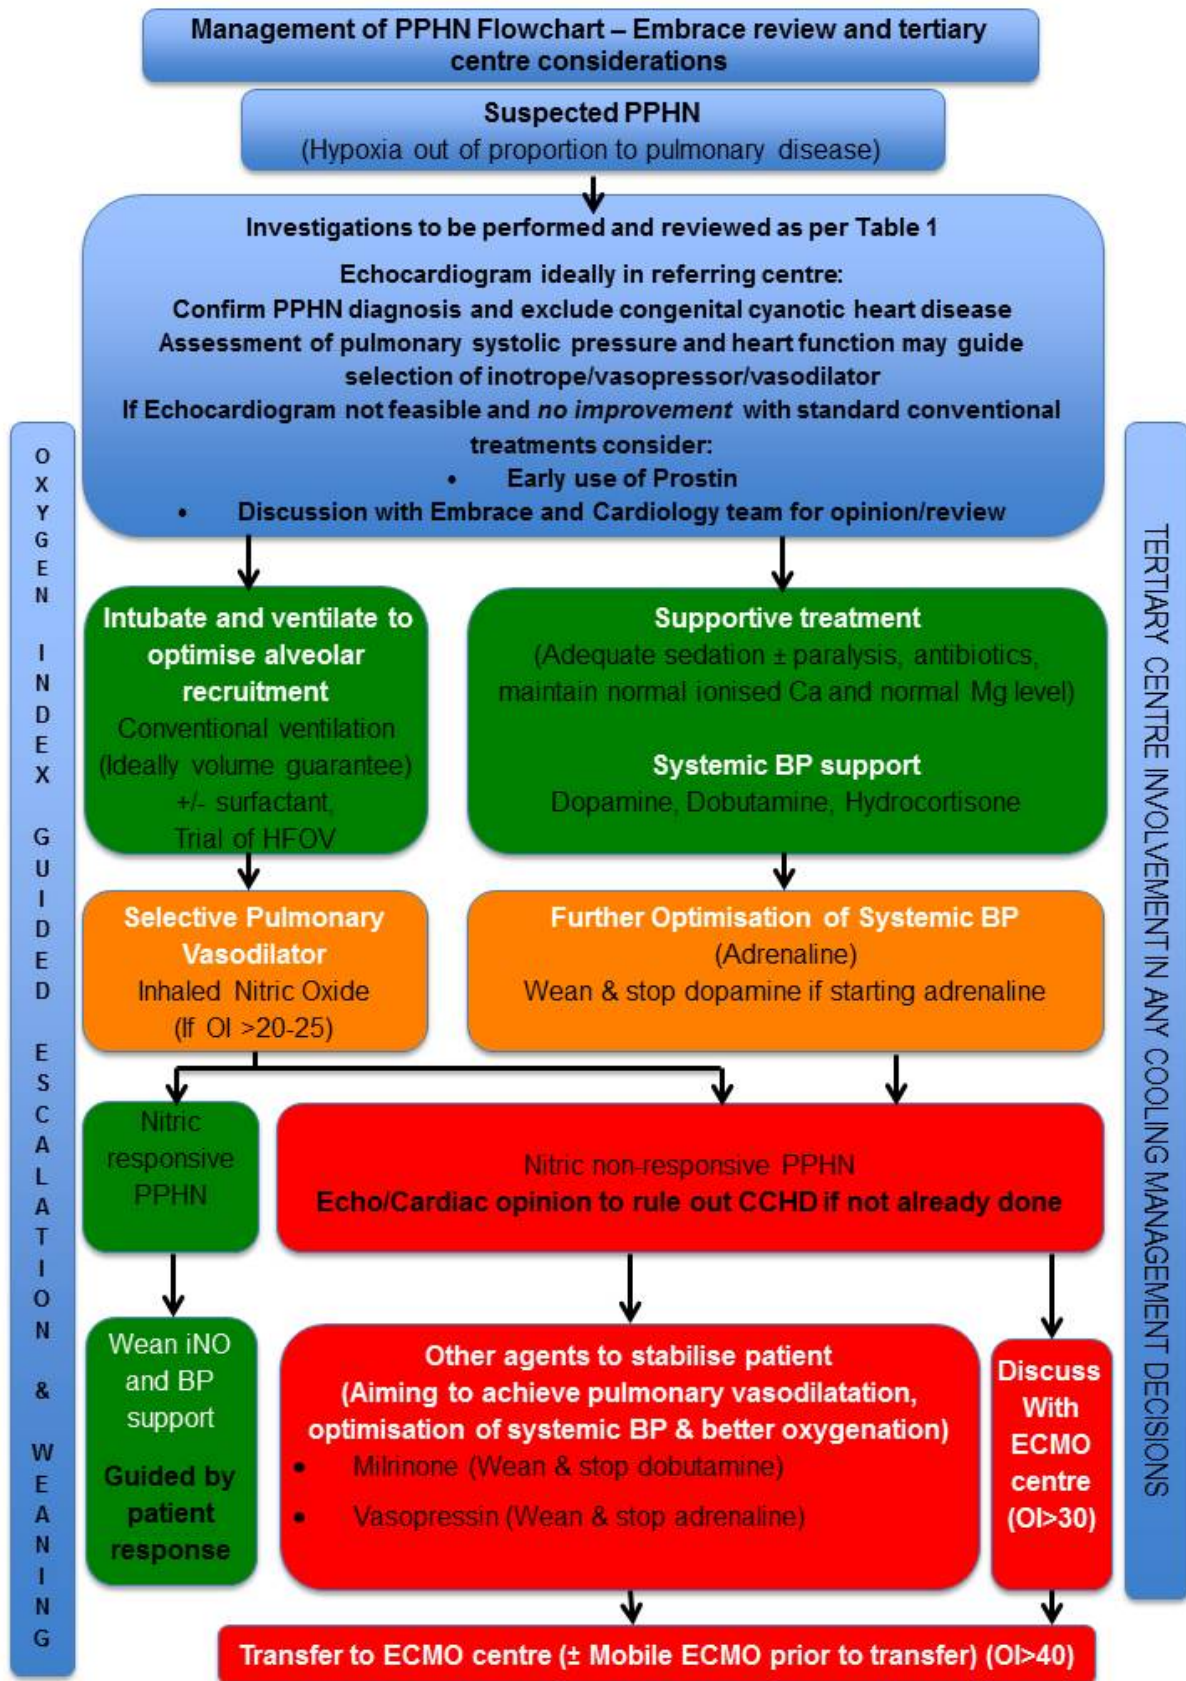 Management of PPHN Flowchart – Embrace review and tertiary
centre considerations
Suspected PPHN
(Hypoxia out of proportion to pulmonary disease)
Investigations to be performed and reviewed as per Table 1
Echocardiogram ideally in referring centre:
Confirm PPHN diagnosis and exclude congenital cyanotic heart disease
Assessment of pulmonary systolic pressure and heart function may guide
selection of inotrope/vasopressor/vasodilator
If Echocardiogram not feasible and no improvement with standard conventional
treatments consider:
• Early use of Prostin
• Discussion with Embrace and Cardiology team for opinion/review
OXYGEN INDEX GUIDED ESCALATION & WEANING
TERTIARY CENTRE INVOLVEMENT IN ANY COOLING MANAGEMENT DECISIONS
Intubate and ventilate to
optimise alveolar
recruitment
Conventional ventilation
(Ideally volume guarantee)
+/- surfactant,
Trial of HFOV
Supportive treatment
(Adequate sedation ± paralysis, antibiotics,
maintain normal ionised Ca and normal Mg level)
Systemic BP support
Dopamine, Dobutamine, Hydrocortisone
Selective Pulmonary
Vasodilator
Inhaled Nitric Oxide
(If OI >20-25)
Further Optimisation of Systemic BP
(Adrenaline)
Wean & stop dopamine if starting adrenaline
Nitric
responsive
PPHN
Nitric non-responsive PPHN
Echo/Cardiac opinion to rule out CCHD if not already done
Wean iNO
and BP
support
Guided by
patient
response
Other agents to stabilise patient
(Aiming to achieve pulmonary vasodilatation,
optimisation of systemic BP & better oxygenation)
• Milrinone (Wean & stop dobutamine)
• Vasopressin (Wean & stop adrenaline)
Discuss
With
ECMO
centre
(OI>30)
Transfer to ECMO centre (± Mobile ECMO prior to transfer) (OI>40)